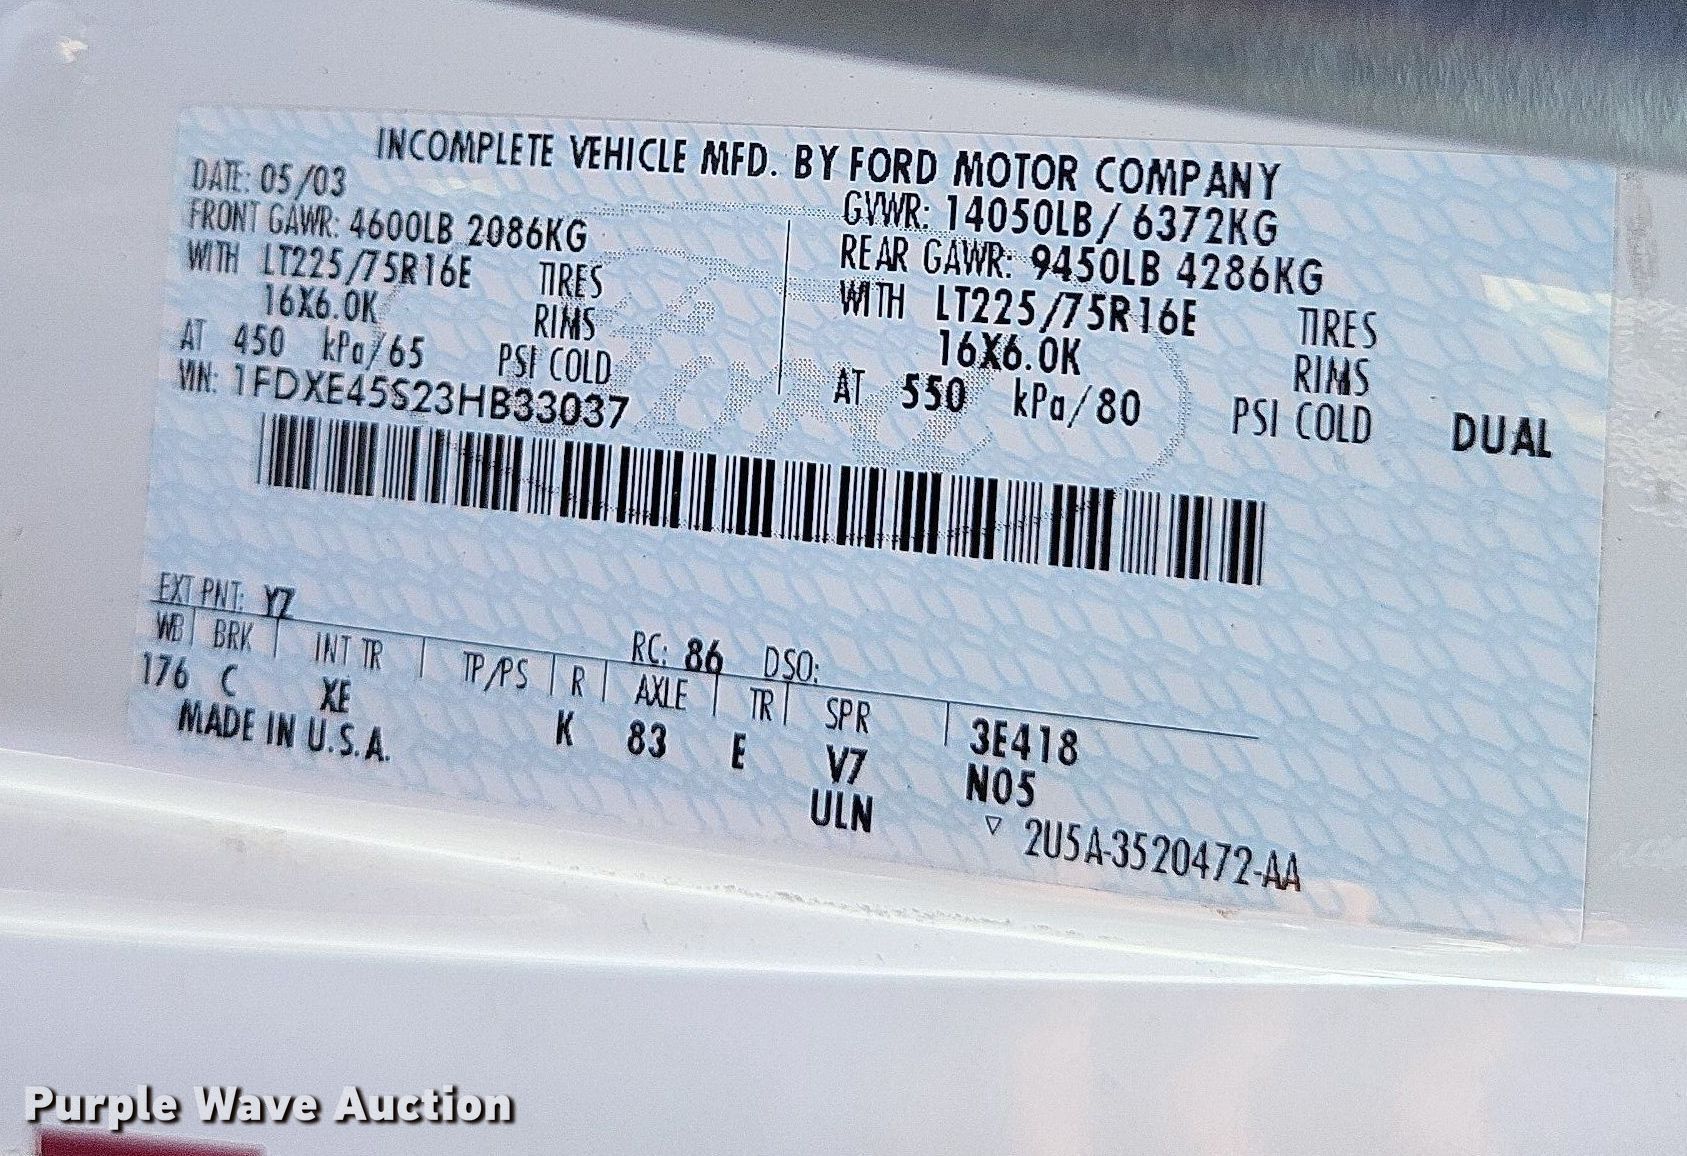 INCOMPLETE VEHICLE MFD. BY FORD MOTOR COMPANY
DATE: 05/03
GVWR: 14050LB/ 6372KG
FRONT GAWR: 4600LB 2086KG
REAR GAWR: 9450LB 4286KG
WITH LT225/75R16E TIRES
WITH LT225/75R16E TIRES
16X6.0K RIMS
16X6.0K RIMS
AT 450 kPa/65 PSI COLD
AT 550 kPa/80 PSI COLD DUAL
VIN: 1FDXE45S23HB33037
EXT PNT: YZ RC: 86 DSO:
WB BRK INT TR TP/PS R AXLE TR SPR
176 C XE K 83 E V7 3E418
MADE IN U.S.A. ULN N05
▽ 2U5A-3520472-AA
Purple Wave Auction